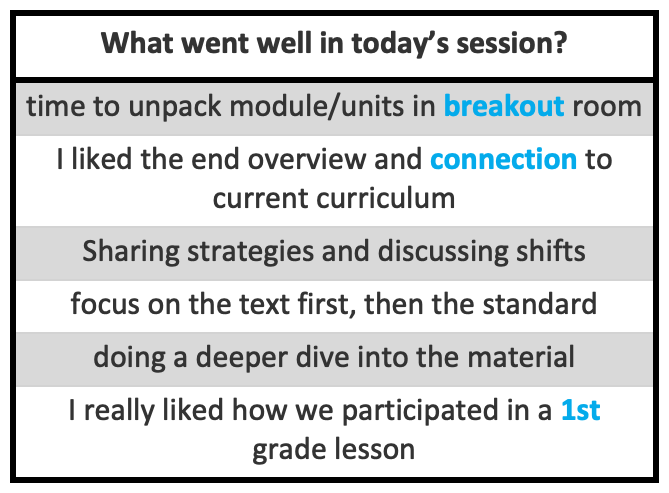 What went well in today’s session?
time to unpack module/units in breakout room
I liked the end overview and connection to
current curriculum
Sharing strategies and discussing shifts
focus on the text first, then the standard
doing a deeper dive into the material
I really liked how we participated in a 1st
grade lesson